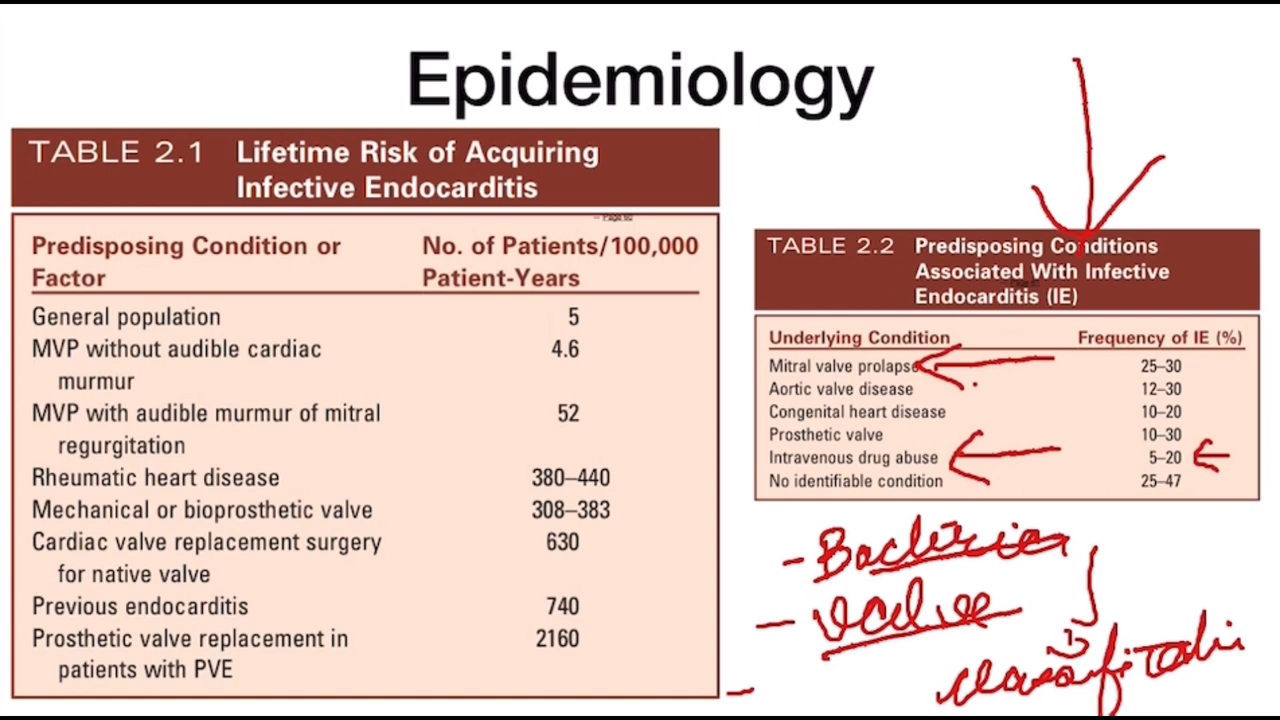 Epidemiology
TABLE 2.1 Lifetime Risk of Acquiring
Infective Endocarditis
Predisposing Condition or
Factor
No. of Patients/100,000
Patient-Years
General population 5
MVP without audible cardiac
murmur 4.6
MVP with audible murmur of mitral
regurgitation 52
Rheumatic heart disease 380–440
Mechanical or bioprosthetic valve 308–383
Cardiac valve replacement surgery
for native valve 630
Previous endocarditis 740
Prosthetic valve replacement in
patients with PVE 2160
TABLE 2.2 Predisposing Conditions
Associated With Infective
Endocarditis (IE)
Underlying Condition Frequency of IE (%)
Mitral valve prolapse 25–30
Aortic valve disease 12–30
Congenital heart disease 10–20
Prosthetic valve 10–30
Intravenous drug abuse 5–20
No identifiable condition 25–47
- Bacteria
- valve
-